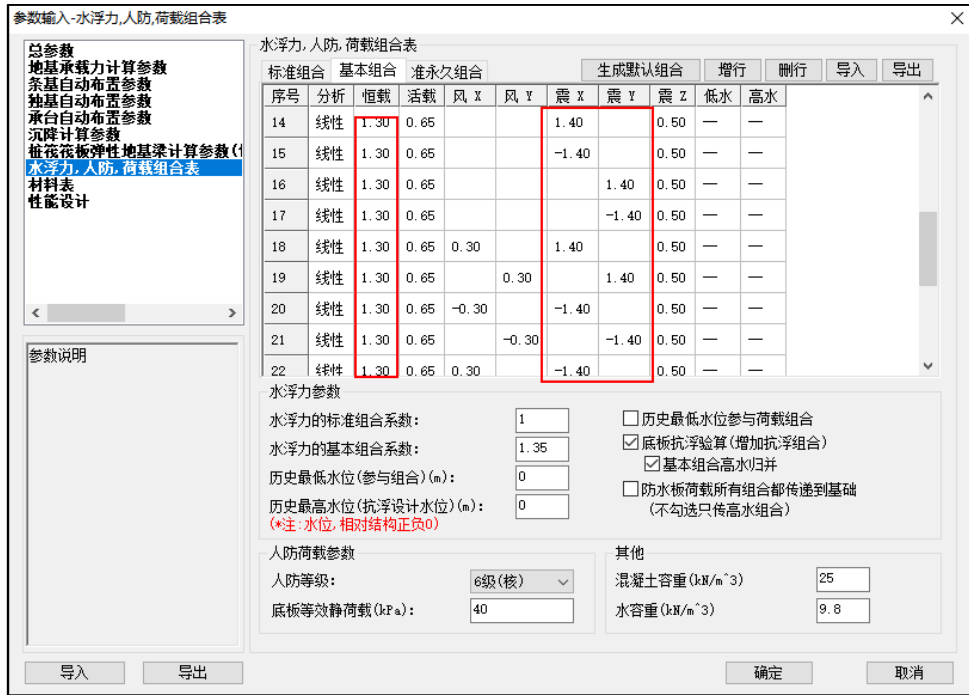 参数输入-水浮力,人防,荷载组合表
总参数
地基承载力计算参数
条基自动布置参数
独基自动布置参数
承台自动布置参数
沉降计算参数
桩筏筏板弹性地基梁计算参数(
水浮力,人防,荷载组合表
材料表
性能设计
参数说明
导入 导出
水浮力,人防,荷载组合表
标准组合 基本组合 准永久组合 生成默认组合 增行 删行 导入 导出
序号 分析 恒载 活载 风 X 风 Y 震 X 震 Y 震 Z 低水 高水
14 线性 1.30 0.65 1.40 0.50 — —
15 线性 1.30 0.65 -1.40 0.50 — —
16 线性 1.30 0.65 1.40 0.50 — —
17 线性 1.30 0.65 -1.40 0.50 — —
18 线性 1.30 0.65 0.30 1.40 0.50 — —
19 线性 1.30 0.65 0.30 1.40 0.50 — —
20 线性 1.30 0.65 -0.30 -1.40 0.50 — —
21 线性 1.30 0.65 -0.30 -1.40 0.50 — —
22 线性 1.30 0.65 0.30 -1.40 0.50 — —
水浮力参数
水浮力的标准组合系数: 1
水浮力的基本组合系数: 1.35
历史最低水位(参与组合)(m): 0
历史最高水位(抗浮设计水位)(m): 0
(*注:水位,相对结构正负0)
历史最低水位参与荷载组合
底板抗浮验算(增加抗浮组合)
基本组合高水归并
防水板荷载所有组合都传递到基础
(不勾选只传高水组合)
人防荷载参数
人防等级: 6级(核)
底板等效静荷载(kPa): 40
其他
混凝土容重(kN/m^3) 25
水容重(kN/m^3) 9.8
确定 取消